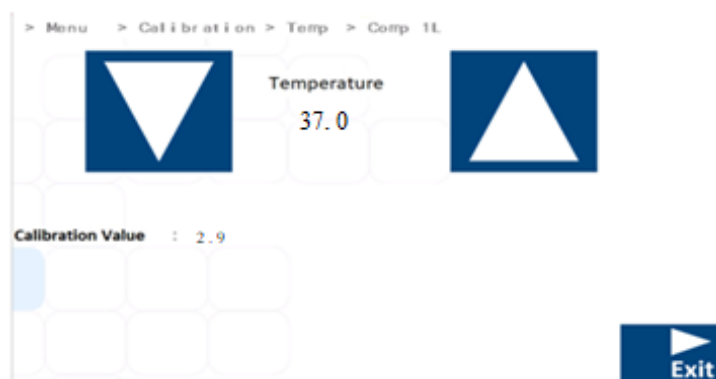 > Menu > Calibration > Temp > Comp 1L
Temperature
37.0
Calibration Value : 2.9
Exit